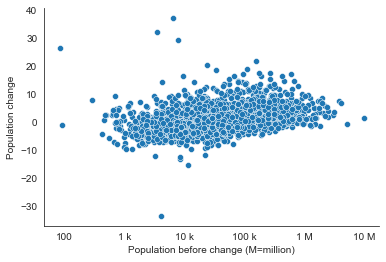 40
30
20
10
0
−10
−20
−30
Population change
100
1 k
10 k
100 k
1 M
10 M
Population before change (M=million)